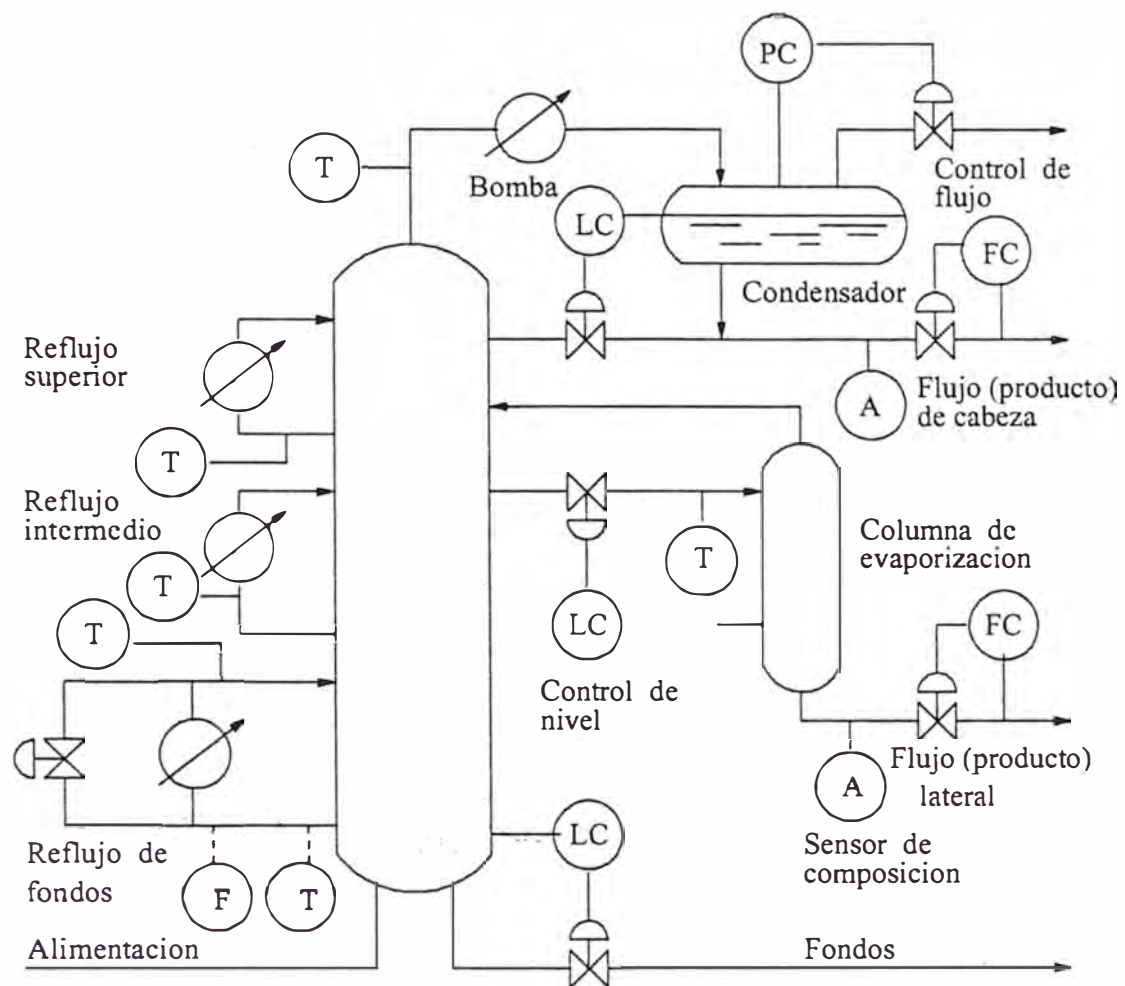 PC
T
Bomba
LC
Control de
flujo
FC
Condensador
Reflujo
superior
A
Flujo (producto)
de cabeza
T
Reflujo
intermedio
T
T
Columna de
evaporizacion
T
LC
FC
Control de
nivel
Flujo (producto)
lateral
A
LC
Sensor de
composicion
Reflujo de
fondos
F
T
Alimentacion
Fondos